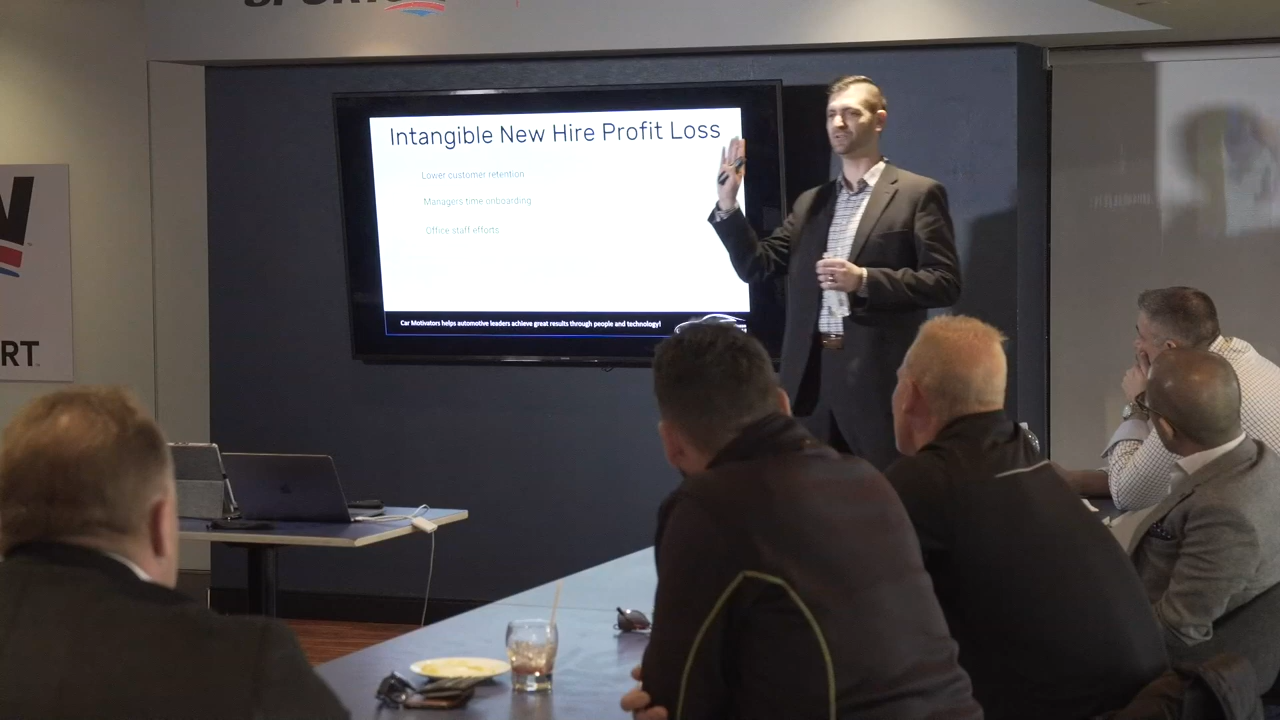 SPORT
Intangible New Hire Profit Loss
Lower customer retention
Managers time onboarding
Office staff efforts
Car Motivators helps automotive leaders achieve great results through people and technology!
W
RT